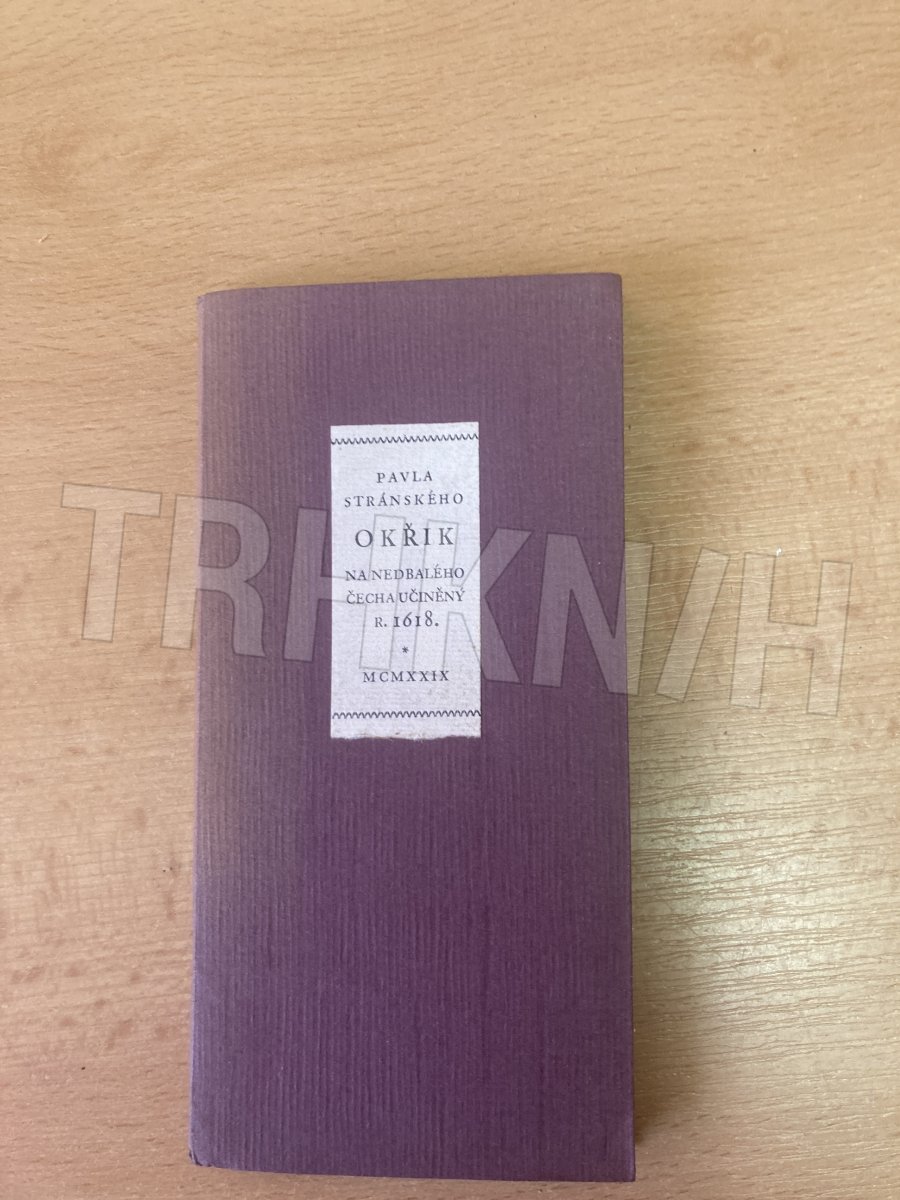 PAVLA
STRÁNSKÉHO
OKŘIK
NA NEDBALÉHO
ČECHA UČINĚNÝ
R. 1618.
*
MCMXXIX
TRHKNIH